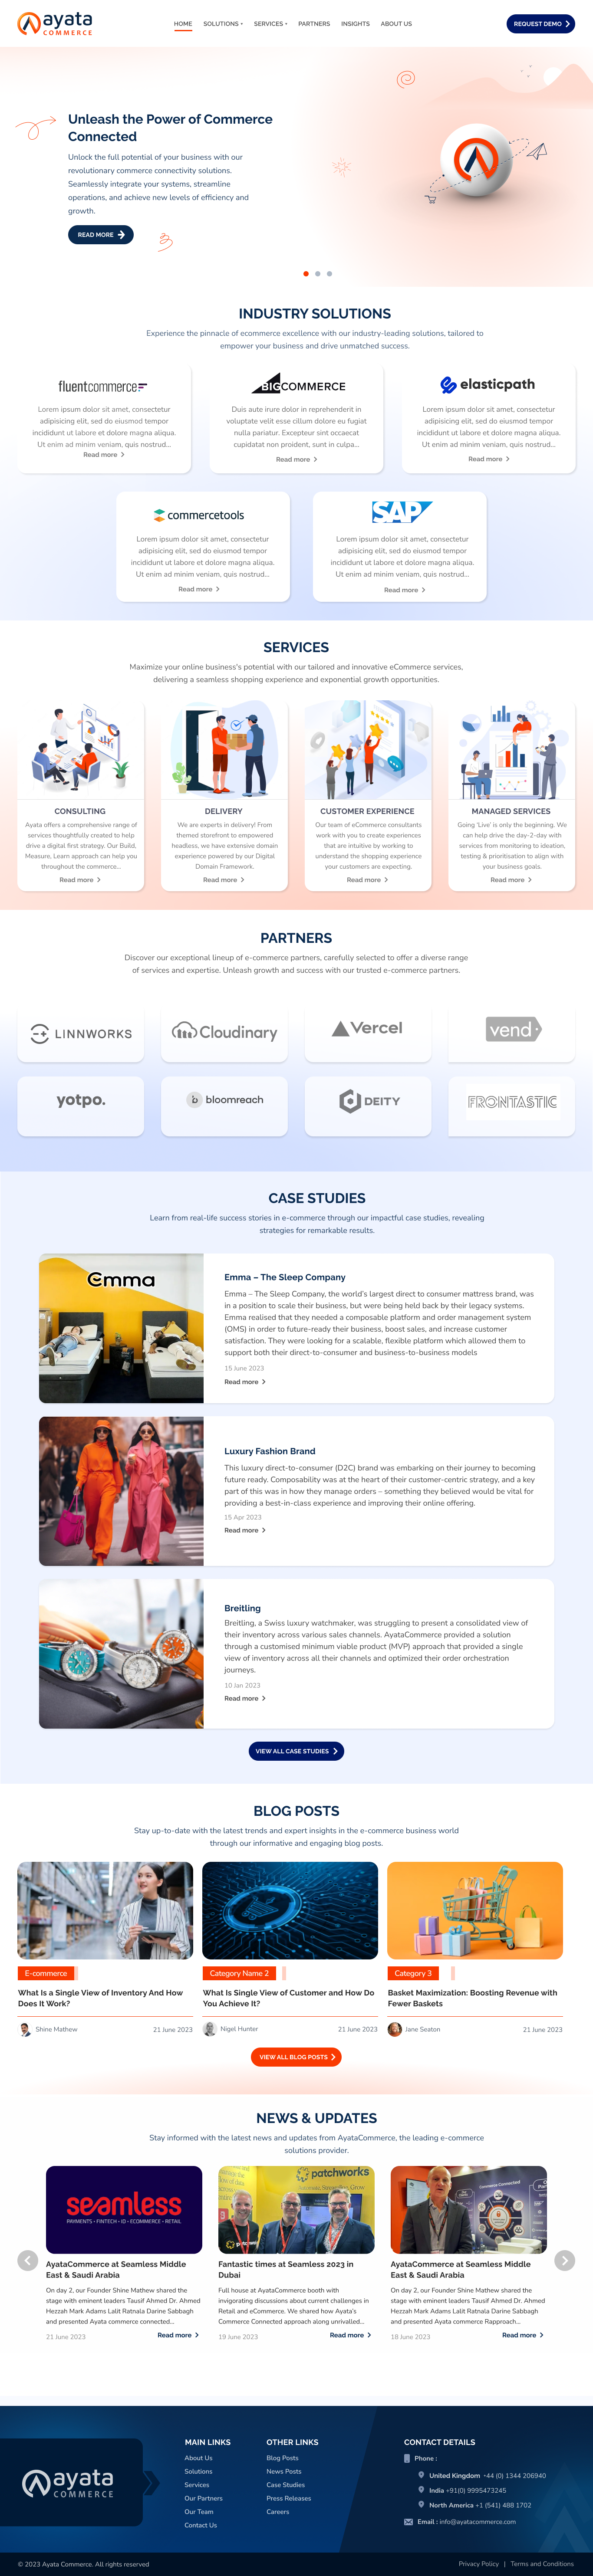 ayata
COMMERCE
HOME
SOLUTIONS
SERVICES
PARTNERS
INSIGHTS
ABOUT US
REQUEST DEMO
Unleash the Power of Commerce
Connected
Unlock the full potential of your business with our
revolutionary commerce connectivity solutions.
Seamlessly integrate your systems, streamline
operations, and achieve new levels of efficiency and
growth.
READ MORE
INDUSTRY SOLUTIONS
Experience the pinnacle of ecommerce excellence with our industry-leading solutions, tailored to
empower your business and drive unmatched success.
fluentcommerce
Lorem ipsum dolor sit amet, consectetur
adipisicing elit, sed do eiusmod tempor
incididunt ut labore et dolore magna aliqua.
Ut enim ad minim veniam, quis nostrud...
Read more
BIGCOMMERCE
Duis aute irure dolor in reprehenderit in
voluptate velit esse cillum dolore eu fugiat
nulla pariatur. Excepteur sint occaecat
cupidatat non proident, sunt in culpa...
Read more
elasticpath
Lorem ipsum dolor sit amet, consectetur
adipisicing elit, sed do eiusmod tempor
incididunt ut labore et dolore magna aliqua.
Ut enim ad minim veniam, quis nostrud...
Read more
commercetools
Lorem ipsum dolor sit amet, consectetur
adipisicing elit, sed do eiusmod tempor
incididunt ut labore et dolore magna aliqua.
Ut enim ad minim veniam, quis nostrud...
Read more
SAP
Lorem ipsum dolor sit amet, consectetur
adipisicing elit, sed do eiusmod tempor
incididunt ut labore et dolore magna aliqua.
Ut enim ad minim veniam, quis nostrud...
Read more
SERVICES
Maximize your online business's potential with our tailored and innovative eCommerce services,
delivering a seamless shopping experience and exponential growth opportunities.
CONSULTING
Ayata offers a comprehensive range of
services thoughtfully created to help
drive a digital first strategy. Our Build,
Measure, Learn approach can help you
throughout the commerce...
Read more
DELIVERY
We are experts in delivery! From
themed storefront to empowered
headless, we have extensive domain
experience powered by our Digital
Domain Framework.
Read more
CUSTOMER EXPERIENCE
Our team of eCommerce consultants
work with you to create experiences
that are intuitive by working to
understand the shopping experience
your customers are expecting.
Read more
MANAGED SERVICES
Going 'Live' is only the beginning. We
can help drive the day-2-day with
services from monitoring to ideation,
testing & prioritisation to align with
your business goals.
Read more
PARTNERS
Discover our exceptional lineup of e-commerce partners, carefully selected to offer a diverse range
of services and expertise. Unleash growth and success with our trusted e-commerce partners.
LINNWORKS
Cloudinary
Vercel
vend
yotpo.
b bloomreach
DEITY
FRONTASTIC
CASE STUDIES
Learn from real-life success stories in e-commerce through our impactful case studies, revealing
strategies for remarkable results.
Emma
Emma – The Sleep Company
Emma – The Sleep Company, the world's largest direct to consumer mattress brand, was
in a position to scale their business, but were being held back by their legacy systems.
Emma realised that they needed a composable platform and order management system
(OMS) in order to future-ready their business, boost sales, and increase customer
satisfaction. They were looking for a scalable, flexible platform which allowed them to
support both their direct-to-consumer and business-to-business models
15 June 2023
Read more
Luxury Fashion Brand
This luxury direct-to-consumer (D2C) brand was embarking on their journey to becoming
future ready. Composability was at the heart of their customer-centric strategy, and a key
part of this was in how they manage orders – something they believed would be vital for
providing a best-in-class experience and improving their online offering.
15 Apr 2023
Read more
Breitling
Breitling, a Swiss luxury watchmaker, was struggling to present a consolidated view of
their inventory across various sales channels. AyataCommerce provided a solution
through a customised minimum viable product (MVP) approach that provided a single
view of inventory across all their channels and optimized their order orchestration
journeys.
10 Jan 2023
Read more
VIEW ALL CASE STUDIES
BLOG POSTS
Stay up-to-date with the latest trends and expert insights in the e-commerce business world
through our informative and engaging blog posts.
E-commerce
What Is a Single View of Inventory And How
Does It Work?
Shine Mathew
21 June 2023
Category Name 2
What Is Single View of Customer and How Do
You Achieve It?
Nigel Hunter
21 June 2023
Category 3
Basket Maximization: Boosting Revenue with
Fewer Baskets
Jane Seaton
21 June 2023
VIEW ALL BLOG POSTS
NEWS & UPDATES
Stay informed with the latest news and updates from AyataCommerce, the leading e-commerce
solutions provider.
seamless
PAYMENTS • FINTECH • ID • ECOMMERCE • RETAIL
AyataCommerce at Seamless Middle
East & Saudi Arabia
On day 2, our Founder Shine Mathew shared the
stage with eminent leaders Tausif Ahmed Dr. Ahmed
Hezzah Mark Adams Lalit Ratnala Darine Sabbagh
and presented Ayata commerce connected...
21 June 2023
Read more
patchworks
Fantastic times at Seamless 2023 in
Dubai
Full house at AyataCommerce booth with
invigorating discussions about current challenges in
Retail and eCommerce. We shared how Ayata's
Commerce Connected approach along unrivalled...
19 June 2023
Read more
AyataCommerce at Seamless Middle
East & Saudi Arabia
On day 2, our Founder Shine Mathew shared the
stage with eminent leaders Tausif Ahmed Dr. Ahmed
Hezzah Mark Adams Lalit Ratnala Darine Sabbagh
and presented Ayata commerce Rapproach...
18 June 2023
Read more
ayata
COMMERCE
MAIN LINKS
About Us
Solutions
Services
Our Partners
Our Team
Contact Us
OTHER LINKS
Blog Posts
News Posts
Case Studies
Press Releases
Careers
CONTACT DETAILS
Phone :
United Kingdom +44 (0) 1344 206940
India +91(0) 9995473245
North America +1 (541) 488 1702
Email : info@ayatacommerce.com
© 2023 Ayata Commerce. All rights reserved
Privacy Policy | Terms and Conditions